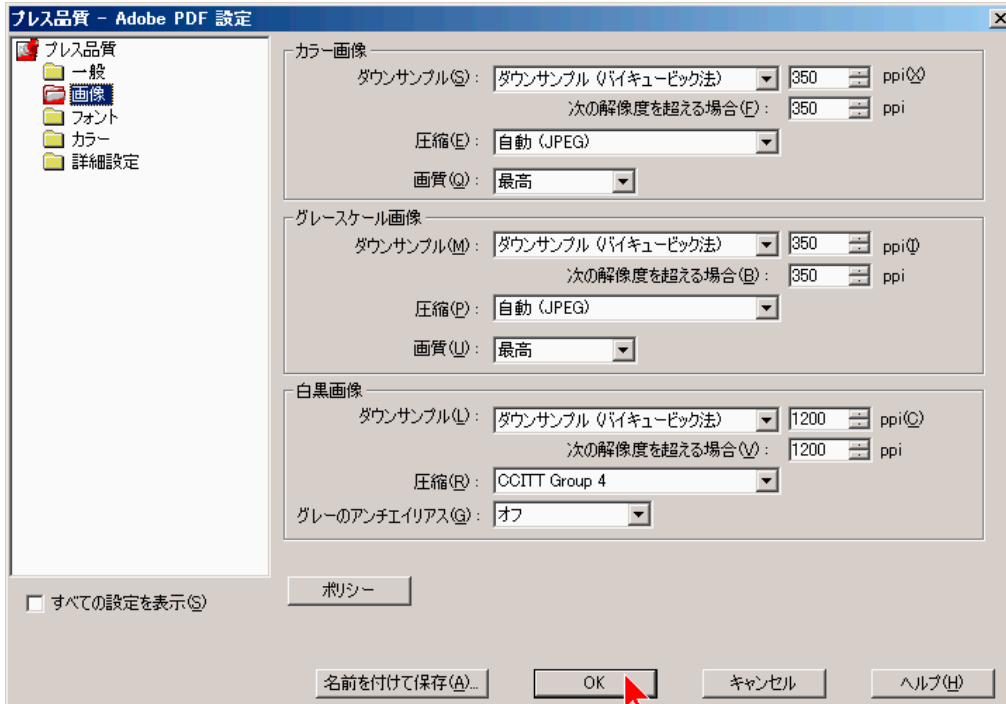 プレス品質 - Adobe PDF 設定
プレス品質
一般
画像
フォント
カラー
詳細設定
すべての設定を表示(S)
カラー画像
ダウンサンプル(S) : ダウンサンプル (バイキュービック法) 350 ppi(X)
次の解像度を超える場合(F) : 350 ppi
圧縮(E) : 自動 (JPEG)
画質(Q) : 最高
グレースケール画像
ダウンサンプル(M) : ダウンサンプル (バイキュービック法) 350 ppi(I)
次の解像度を超える場合(B) : 350 ppi
圧縮(P) : 自動 (JPEG)
画質(U) : 最高
白黒画像
ダウンサンプル(L) : ダウンサンプル (バイキュービック法) 1200 ppi(C)
次の解像度を超える場合(V) : 1200 ppi
圧縮(R) : CCITT Group 4
グレーのアンチエイリアス(G) : オフ
ポリシー
名前を付けて保存(A)... OK キャンセル ヘルプ(H)